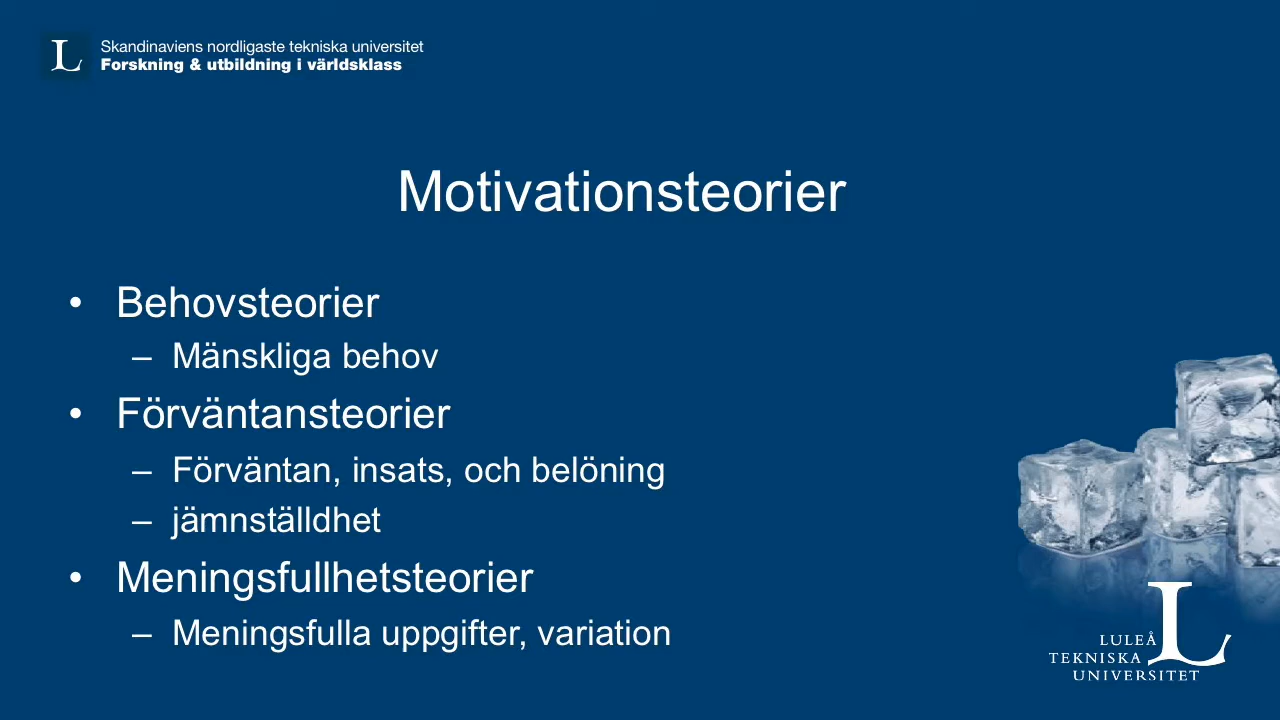 L Skandinaviens nordligaste tekniska universitet
Forskning & utbildning i världsklass
Motivationsteorier
• Behovsteorier
– Mänskliga behov
• Förväntansteorier
– Förväntan, insats, och belöning
– jämnställdhet
• Meningsfullhetsteorier
– Meningsfulla uppgifter, variation
LULEÅ
TEKNISKA L
UNIVERSITET